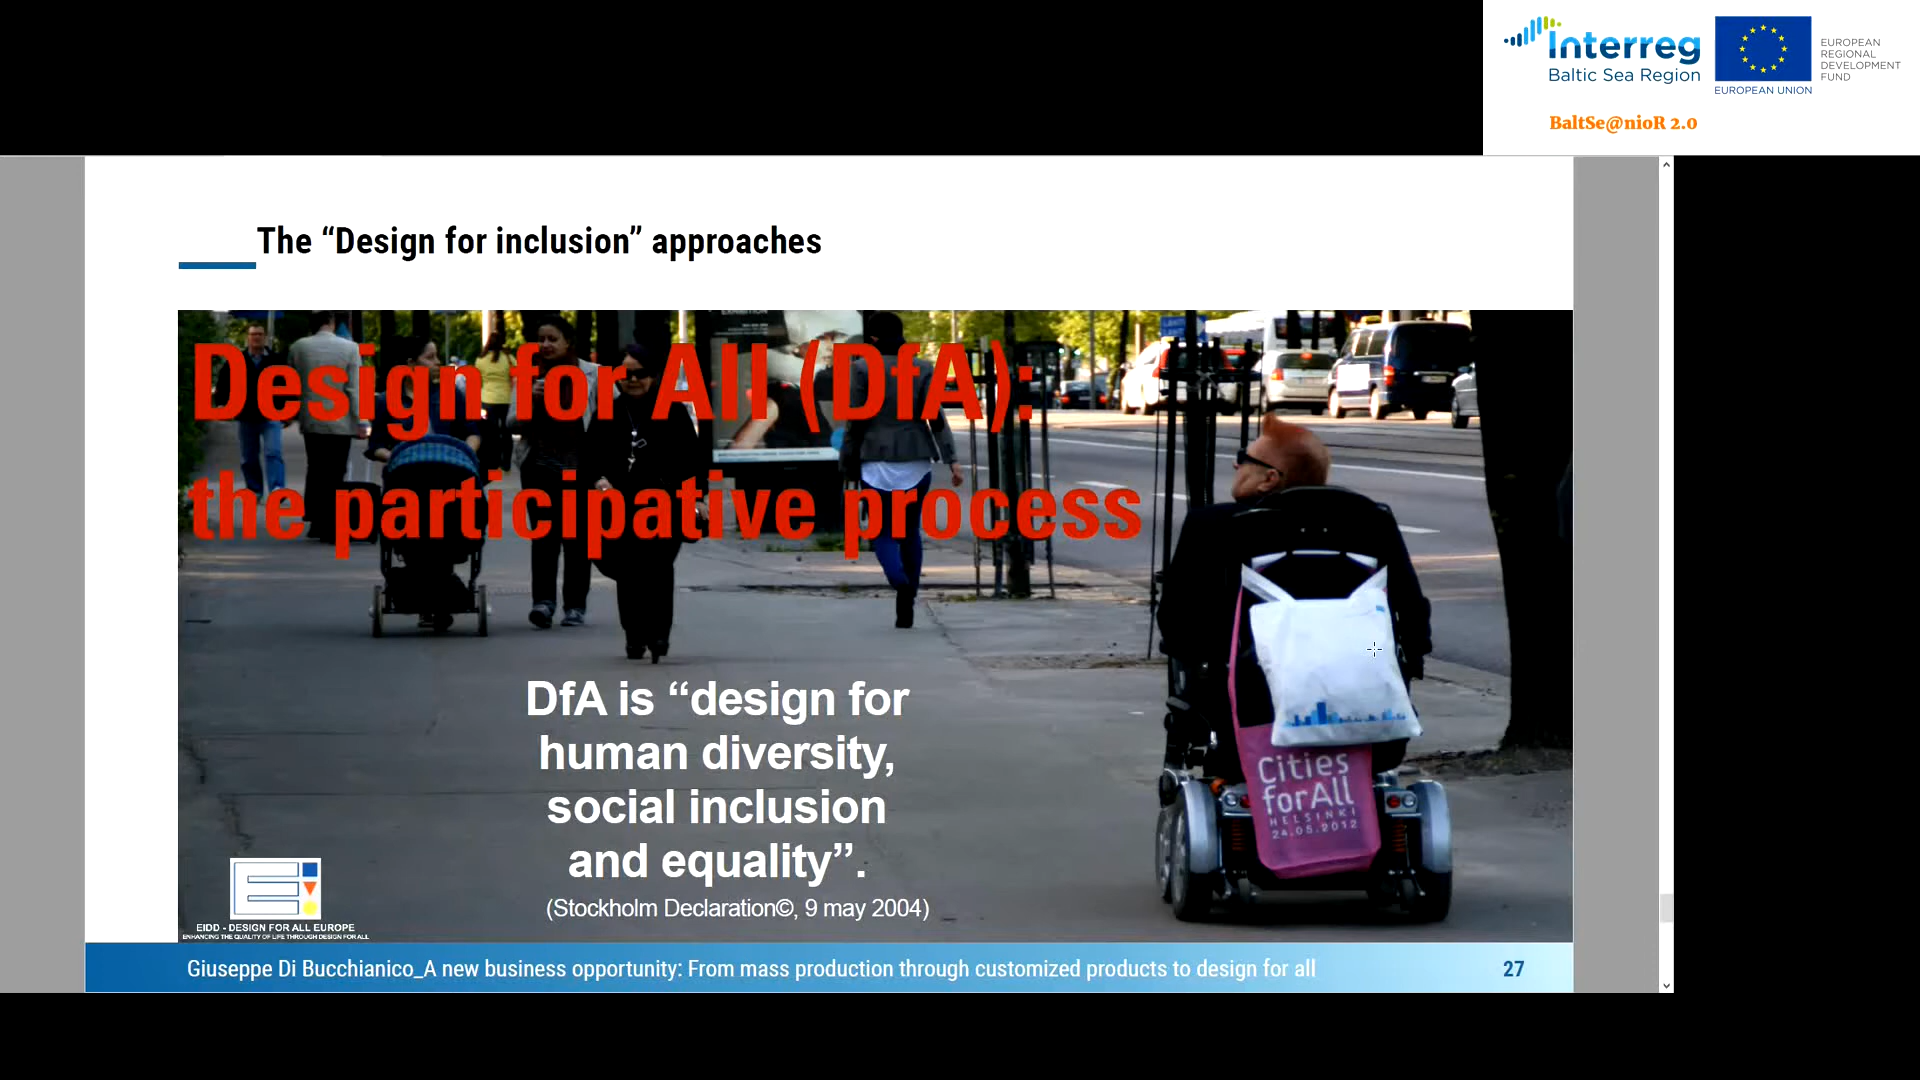 Interreg
Baltic Sea Region
EUROPEAN UNION
EUROPEAN
REGIONAL
DEVELOPMENT
FUND
BaltSe@nioR 2.0
The “Design for inclusion” approaches
EXHIBITION
Design for All (DfA):
the participative process
DfA is “design for
human diversity,
social inclusion
and equality”.
(Stockholm Declaration©, 9 may 2004)
Cities
forAll
HELSINKI
24.05.2012
EIDD - DESIGN FOR ALL EUROPE
ENHANCING THE QUALITY OF LIFE THROUGH DESIGN FOR ALL
Giuseppe Di Bucchianico_A new business opportunity: From mass production through customized products to design for all
27